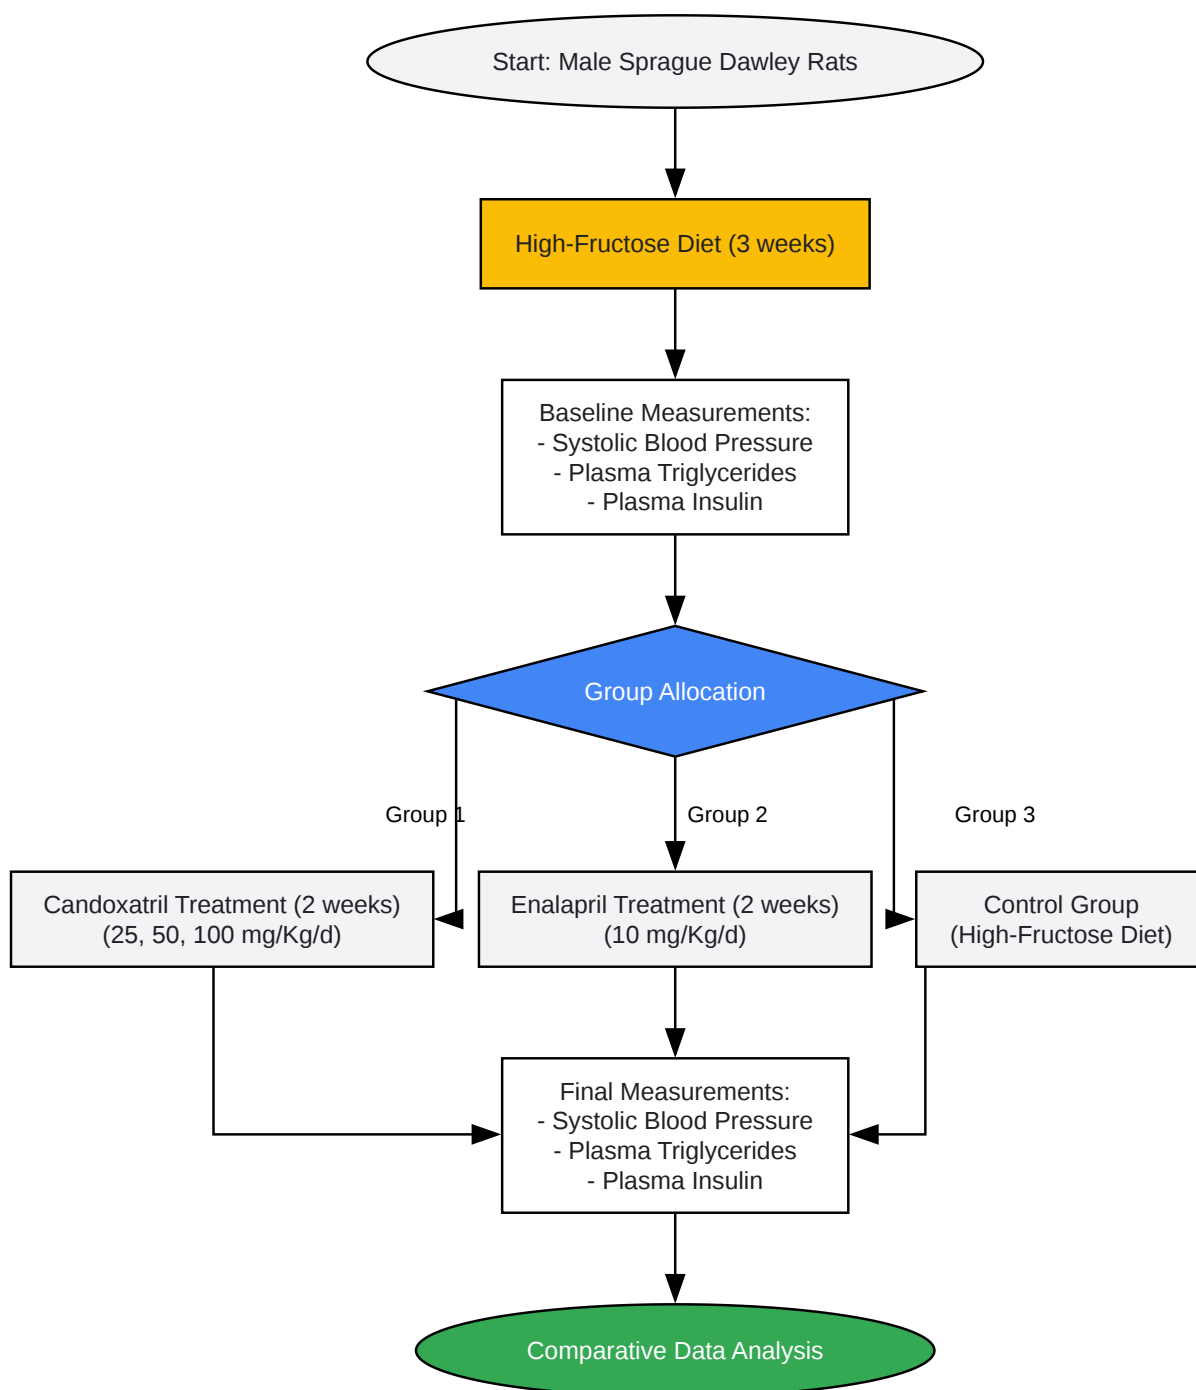 Start: Male Sprague Dawley Rats
High-Fructose Diet (3 weeks)
Baseline Measurements:
- Systolic Blood Pressure
- Plasma Triglycerides
- Plasma Insulin
Group Allocation
Group 1
Group 2
Group 3
Candoxatril Treatment (2 weeks)
(25, 50, 100 mg/Kg/d)
Enalapril Treatment (2 weeks)
(10 mg/Kg/d)
Control Group
(High-Fructose Diet)
Final Measurements:
- Systolic Blood Pressure
- Plasma Triglycerides
- Plasma Insulin
Comparative Data Analysis